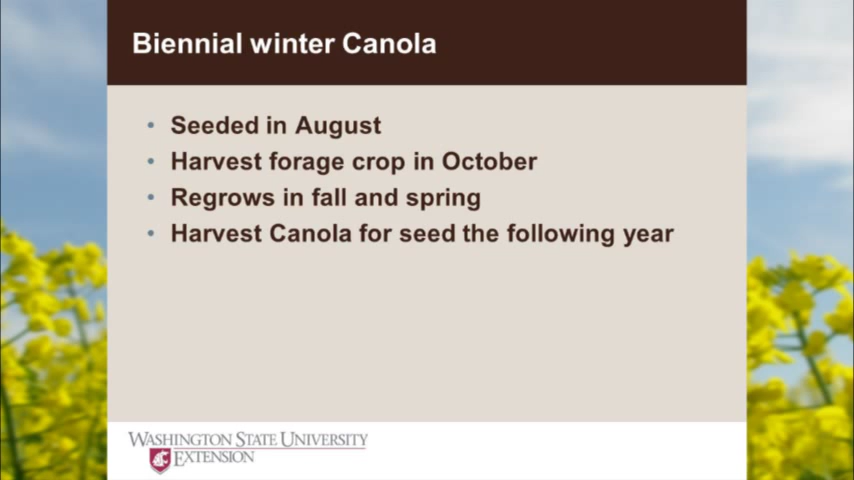 Biennial winter Canola
• Seeded in August
• Harvest forage crop in October
• Regrows in fall and spring
• Harvest Canola for seed the following year
WASHINGTON STATE UNIVERSITY
EXTENSION